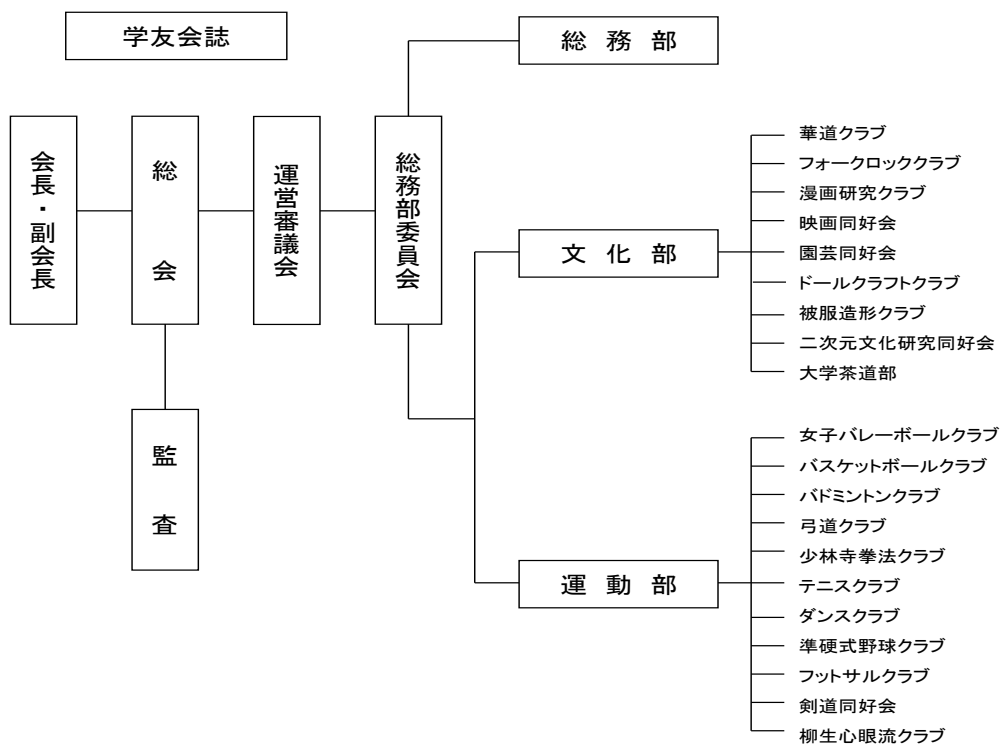 学友会誌
総務部
会長・副会長
総会
運営審議会
総務部委員会
監査
文化部
華道クラブ
フォークロッククラブ
漫画研究クラブ
映画同好会
園芸同好会
ドールクラフトクラブ
被服造形クラブ
二次元文化研究同好会
大学茶道部
運動部
女子バレーボールクラブ
バスケットボールクラブ
バドミントンクラブ
弓道クラブ
少林寺拳法クラブ
テニスクラブ
ダンスクラブ
準硬式野球クラブ
フットサルクラブ
剣道同好会
柳生心眼流クラブ